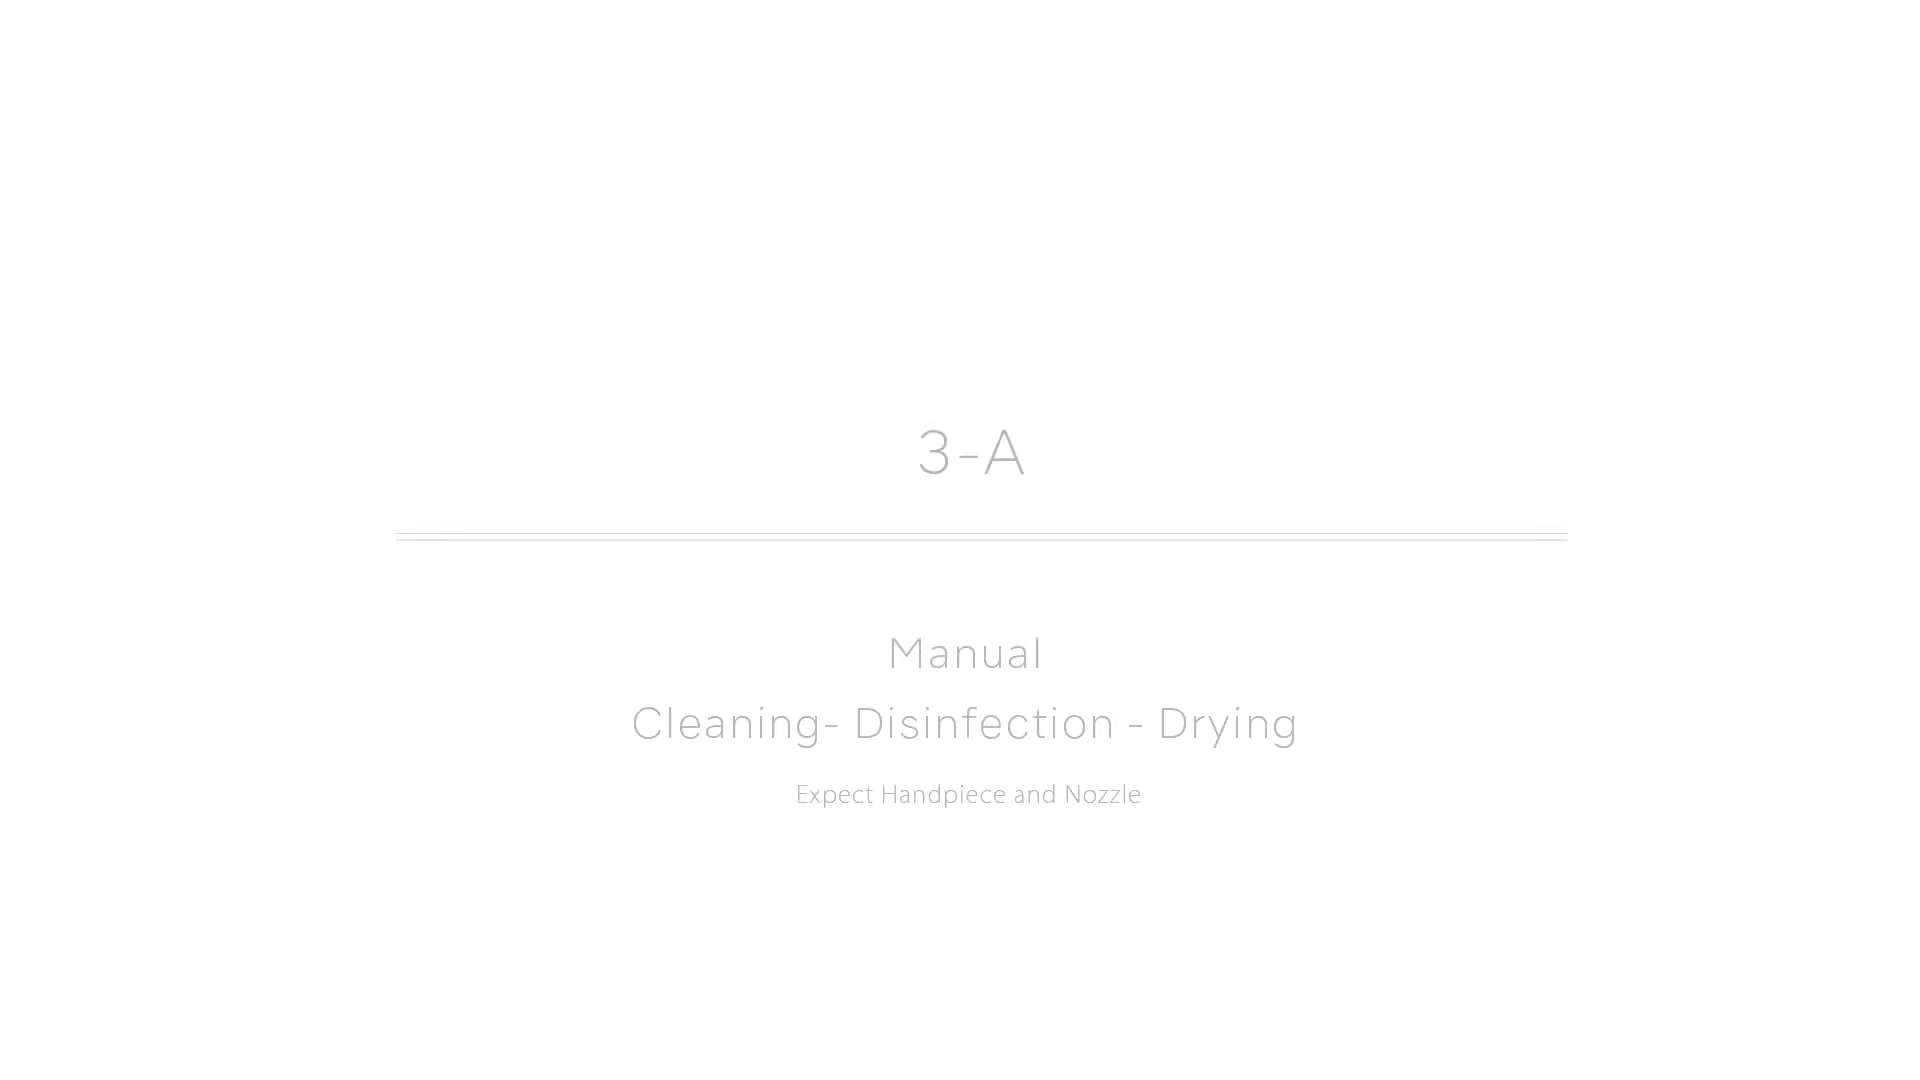 3-A
Manual
Cleaning- Disinfection - Drying
Expect Handpiece and Nozzle